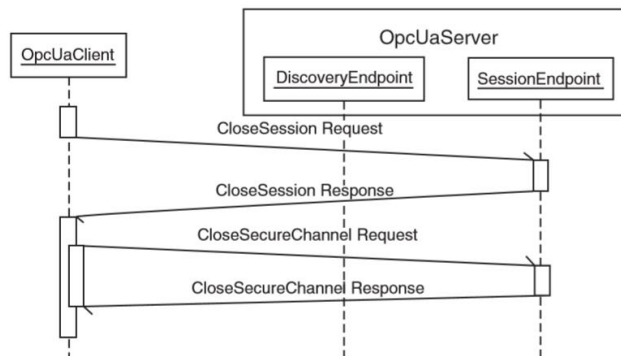 OpcUaServer
OpcUaClient
DiscoveryEndpoint
SessionEndpoint
CloseSession Request
CloseSession Response
CloseSecureChannel Request
CloseSecureChannel Response